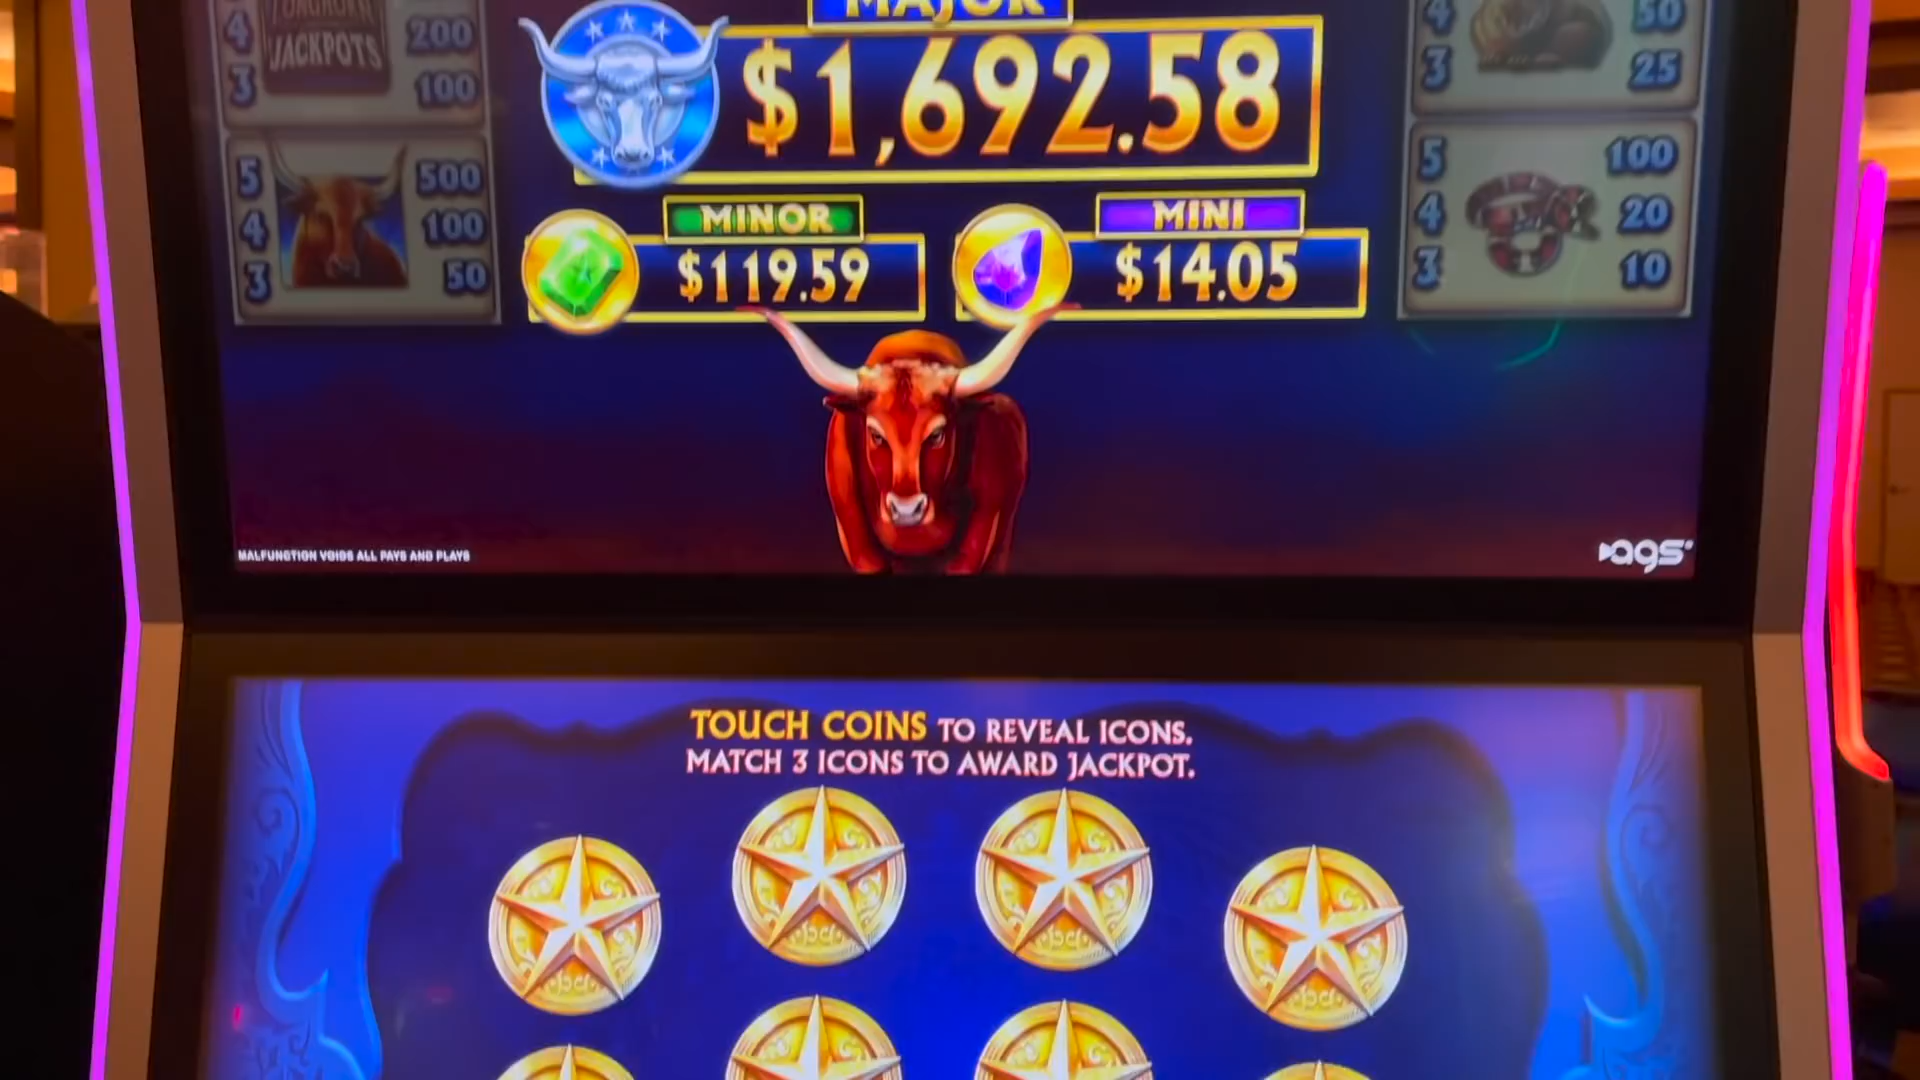 LONGHORN
JACKPOTS
4 200
3 100
5 500
4 100
3 50
MAJOR
$1,692.58
MINOR
$119.59
MINI
$14.05
4 50
3 25
5 100
4 20
3 10
MALFUNCTION VOIDS ALL PAYS AND PLAYS
ags
TOUCH COINS TO REVEAL ICONS.
MATCH 3 ICONS TO AWARD JACKPOT.